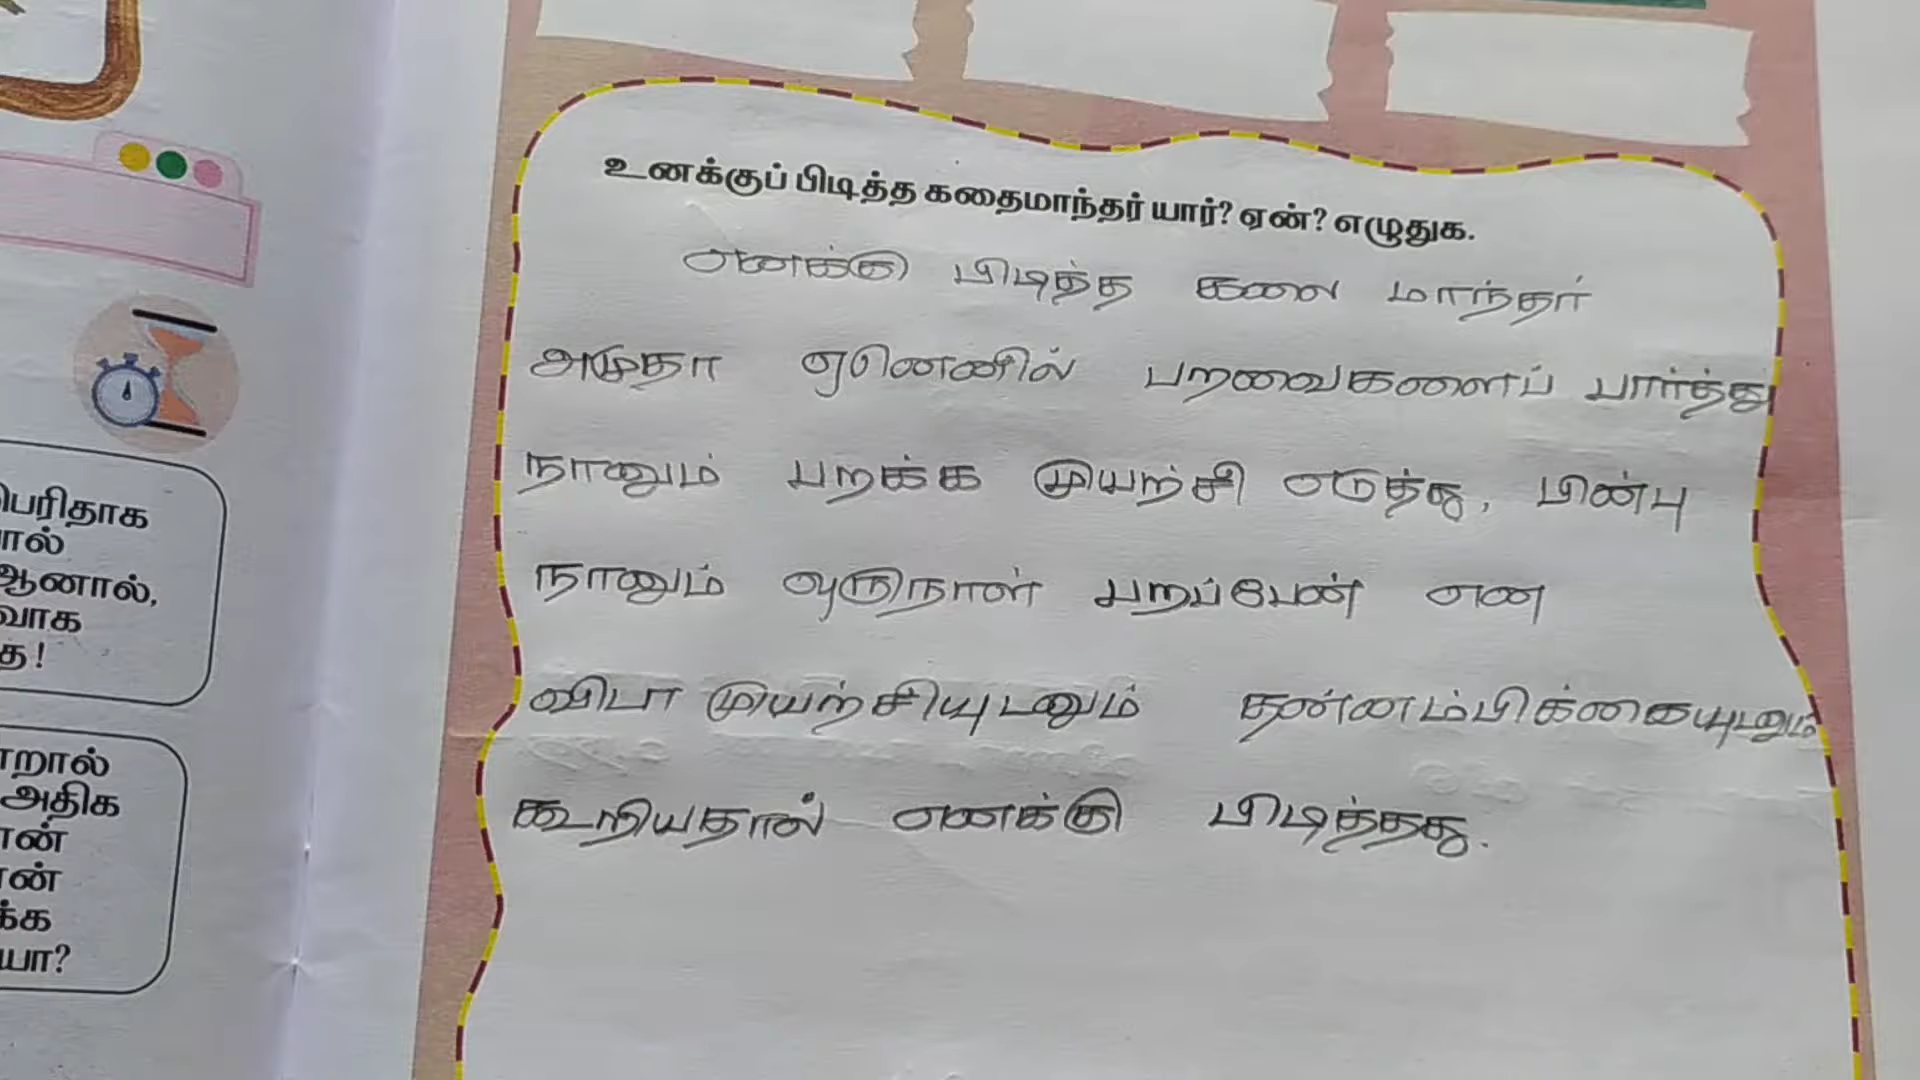 பெரிதாக
ால்
ஆனால்,
வாக
து!
ன்றால்
அதிக
ான்
ான்
க்க
யா?
உனக்குப் பிடித்த கதைமாந்தர் யார்? ஏன்? எழுதுக.
எனக்கு பிடித்த கலை மாந்தர்
அமுதா ஏனெனில் பறவைகளைப் பார்த்து
நானும் பறக்க முயற்சி எடுத்து, பின்பு
நானும் ஒருநாள் பறப்பேன் என
விடா முயற்சியுடனும் தன்னம்பிக்கையுடனும்
கூறியதால் எனக்கு பிடித்தது.